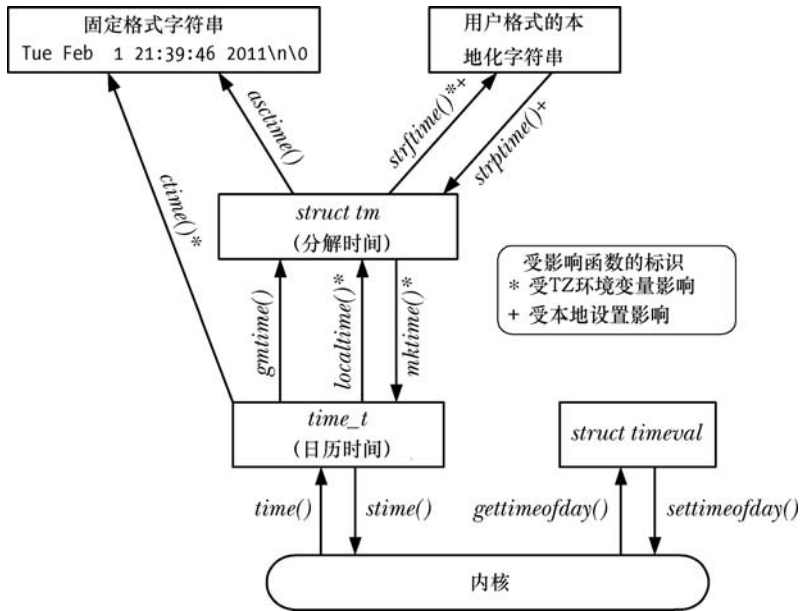 固定格式字符串
Tue Feb  1 21:39:46 2011\n\0
用户格式的本
地化字符串
asctime()
strftime()*+
strptime()+
ctime()*
struct tm
(分解时间)
受影响函数的标识
* 受TZ环境变量影响
+ 受本地设置影响
gmtime()
localtime()*
mktime()*
time_t
(日历时间)
struct timeval
time()
stime()
gettimeofday()
settimeofday()
内核